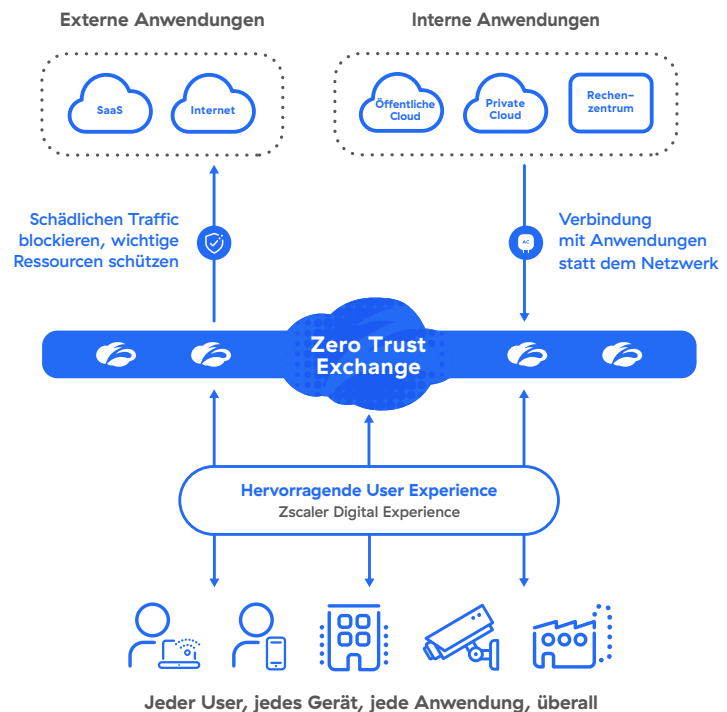 Externe Anwendungen
Interne Anwendungen
SaaS
Internet
Öffentliche
Cloud
Private
Cloud
Rechen-
zentrum
Schädlichen Traffic
blockieren, wichtige
Ressourcen schützen
AC
Verbindung
mit Anwendungen
statt dem Netzwerk
Zero Trust
Exchange
Hervorragende User Experience
Zscaler Digital Experience
Jeder User, jedes Gerät, jede Anwendung, überall